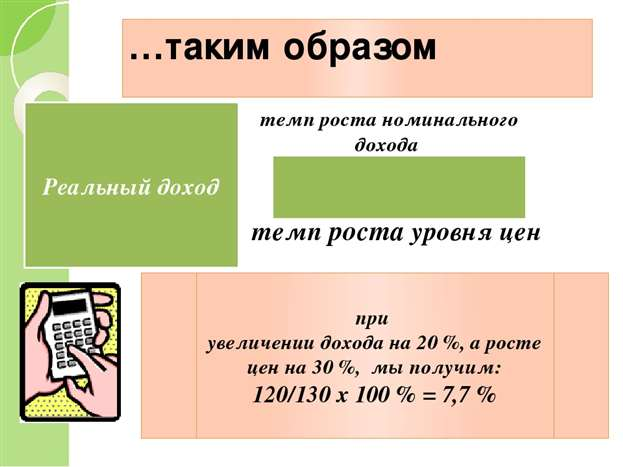 …таким образом
Реальный доход
темп роста номинального
дохода
темп роста уровня цен
при
увеличении дохода на 20 %, а росте
цен на 30 %, мы получим:
120/130 х 100 % = 7,7 %